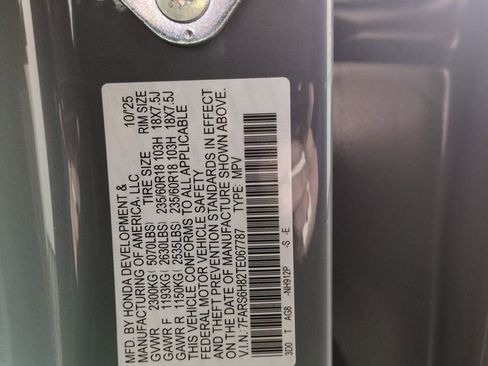 MFD. BY HONDA DEVELOPMENT &
MANUFACTURING OF AMERICA, LLC 10/25
TIRE SIZE RIM SIZE
GVWR 2300KG( 5070LBS)
GAWR F 1193KG( 2630LBS) 235/60R18 103H 18X7.5J
GAWR R 1150KG( 2535LBS) 235/60R18 103H 18X7.5J
THIS VEHICLE CONFORMS TO ALL APPLICABLE
FEDERAL MOTOR VEHICLE SAFETY
AND THEFT PREVENTION STANDARDS IN EFFECT
ON THE DATE OF MANUFACTURE SHOWN ABOVE.
V.I.N.: 7FARS6H82TE067787 TYPE: MPV
3D0 T AG8 -NH912P -S -E